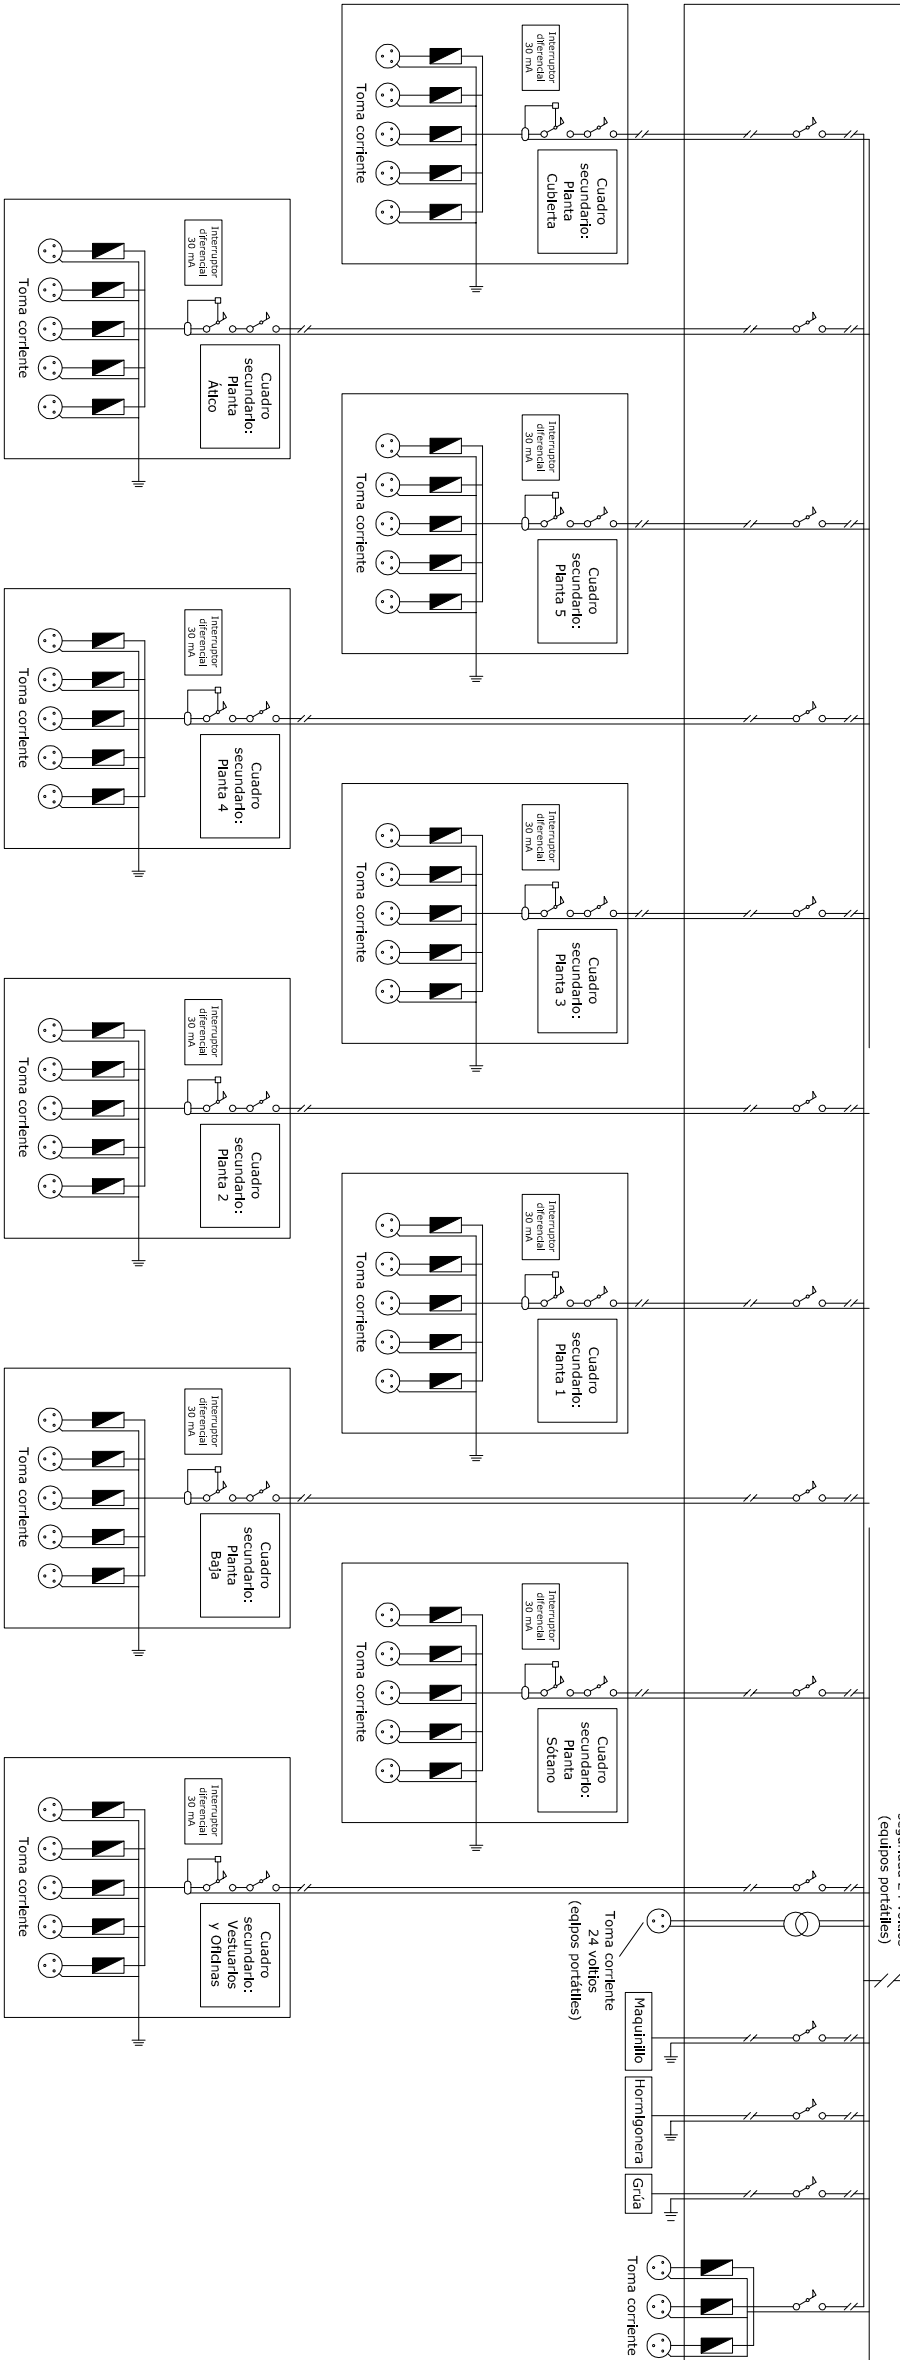 Interruptor
diferencial
30 mA
Cuadro
secundario:
Planta
Cubierta
Toma corriente
Interruptor
diferencial
30 mA
Cuadro
secundario:
Planta
Ático
Toma corriente
Interruptor
diferencial
30 mA
Cuadro
secundario:
Planta 5
Toma corriente
Interruptor
diferencial
30 mA
Cuadro
secundario:
Planta 4
Toma corriente
Interruptor
diferencial
30 mA
Cuadro
secundario:
Planta 3
Toma corriente
Interruptor
diferencial
30 mA
Cuadro
secundario:
Planta 2
Toma corriente
Interruptor
diferencial
30 mA
Cuadro
secundario:
Planta 1
Toma corriente
Interruptor
diferencial
30 mA
Cuadro
secundario:
Planta
Baja
Toma corriente
Interruptor
diferencial
30 mA
Cuadro
secundario:
Planta
Sótano
Toma corriente
Interruptor
diferencial
30 mA
Cuadro
secundario:
Vestuarios
y Oficinas
Toma corriente
(equipos portátiles)
Toma corriente
24 voltios
(eqipos portátiles)
Maquinillo
Hormigonera
Grúa
Toma corriente